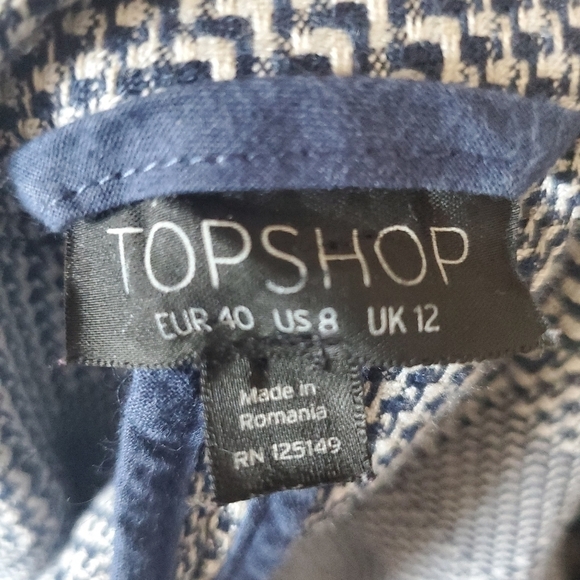 TOPSHOP
EUR 40 US 8 UK 12
Made in
Romania
RN 125149